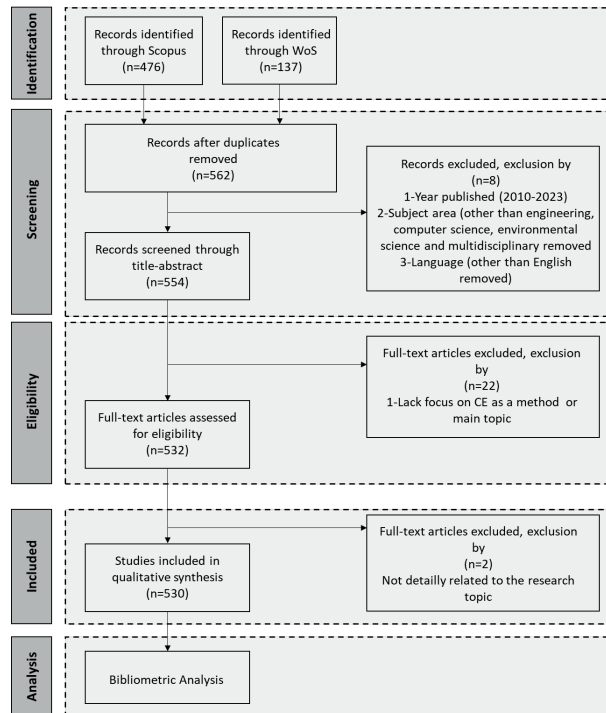 Identification
Records identified
through Scopus
(n=476)
Records identified
through WoS
(n=137)
Screening
Records after duplicates
removed
(n=562)
Records excluded, exclusion by
(n=8)
1-Year published (2010-2023)
2-Subject area (other than engineering,
computer science, environmental
science and multidisciplinary removed
3-Language (other than English
removed)
Records screened through
title-abstract
(n=554)
Eligibility
Full-text articles excluded, exclusion
by
(n=22)
1-Lack focus on CE as a method or
main topic
Full-text articles assessed
for eligibility
(n=532)
Included
Full-text articles excluded, exclusion
by
(n=2)
Not detailly related to the research
topic
Studies included in
qualitative synthesis
(n=530)
Analysis
Bibliometric Analysis